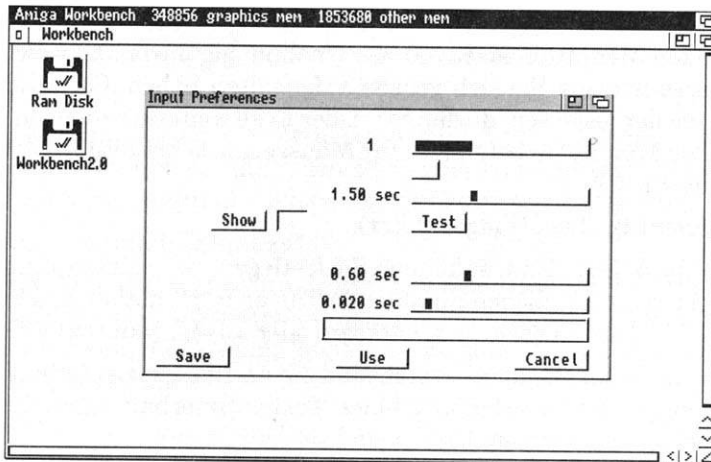 Amiga Workbench 348856 graphics mem 1853680 other mem
Workbench
Ram Disk
Workbench2.0
Input Preferences
1
1.50 sec
Show
Test
0.60 sec
0.020 sec
Save
Use
Cancel